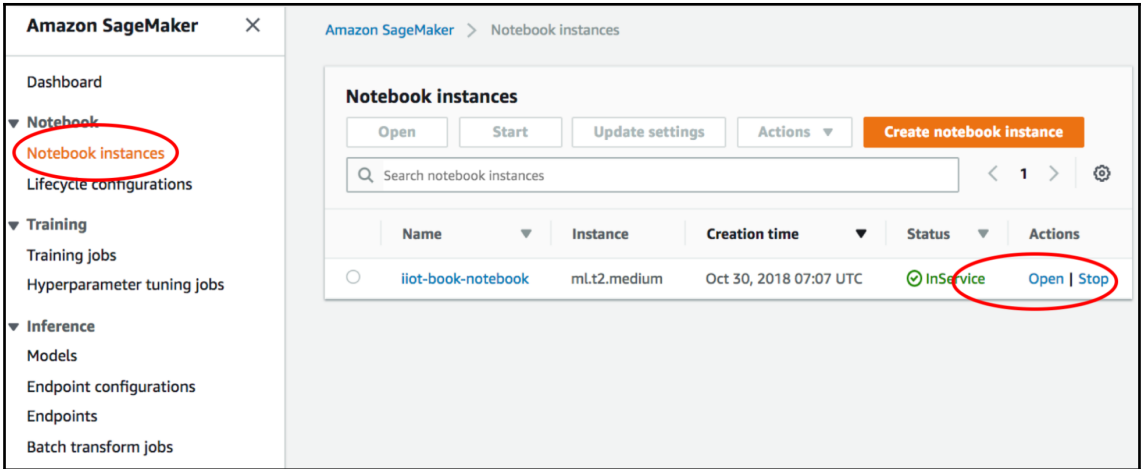 Amazon SageMaker
Dashboard
Notebook
Notebook instances
Lifecycle configurations
Training
Training jobs
Hyperparameter tuning jobs
Inference
Models
Endpoint configurations
Endpoints
Batch transform jobs
Amazon SageMaker > Notebook instances
Notebook instances
Open Start Update settings Actions Create notebook instance
Search notebook instances < 1 >
Name Instance Creation time Status Actions
iiot-book-notebook ml.t2.medium Oct 30, 2018 07:07 UTC InService Open | Stop